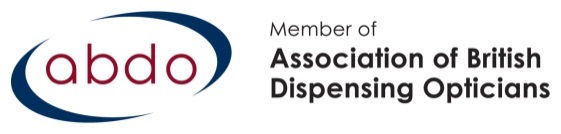 abdo
Member of
Association of British
Dispensing Opticians